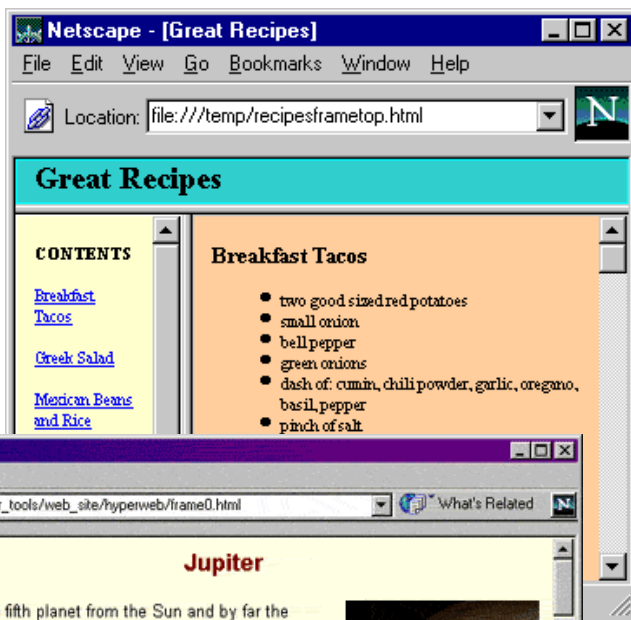 Netscape - [Great Recipes]
File Edit View Go Bookmarks Window Help
Location: file:///temp/recipesframetop.html
N
Great Recipes
CONTENTS
Breakfast
Tacos
Greek Salad
Mexican Beans
and Rice
Breakfast Tacos
two good sized red potatoes
small onion
bell pepper
green onions
dash of: cumin, chili powder, garlic, oregano,
basil, pepper
pinch of salt
r_tools/web_site/hyperweb/frame0.html What's Related N
Jupiter
fifth planet from the Sun and by far the